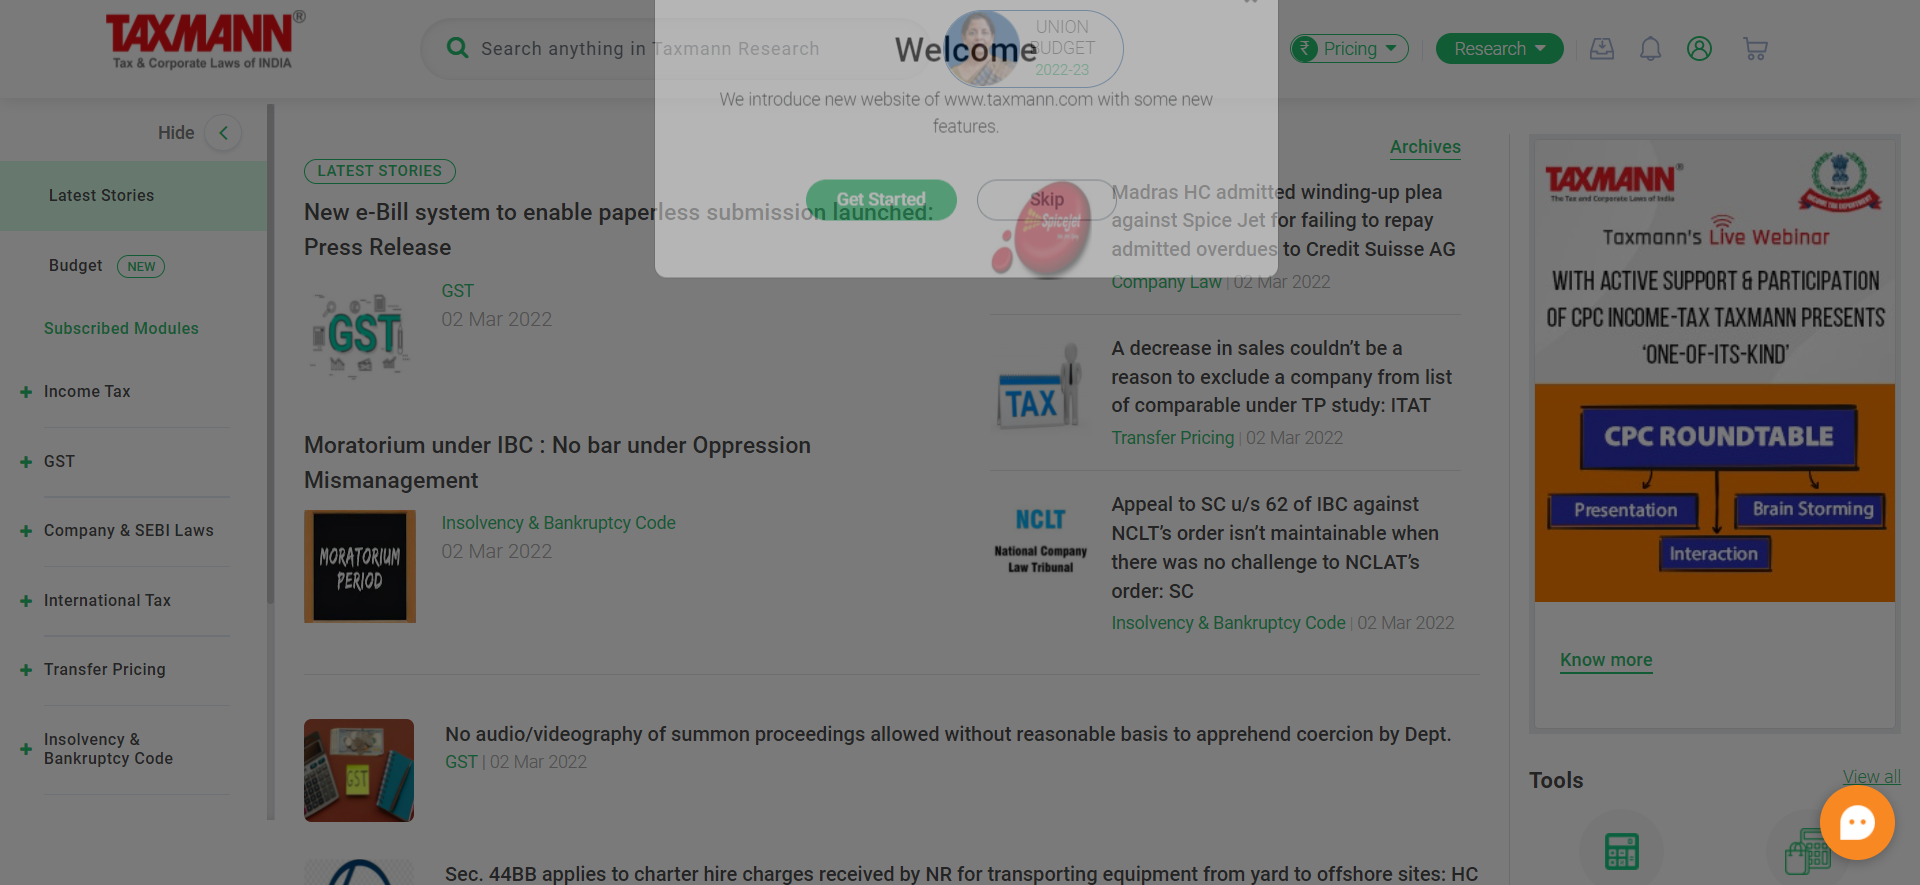 TAXMANN®
Tax & Corporate Laws of INDIA
Search anything in Taxmann Research
UNION
BUDGET
2022-23
₹ Pricing
Research
Welcome
We introduce new website of www.taxmann.com with some new
features.
Get Started
Skip
Hide
Latest Stories
Budget NEW
Subscribed Modules
Income Tax
GST
Company & SEBI Laws
International Tax
Transfer Pricing
Insolvency &
Bankruptcy Code
LATEST STORIES
Archives
New e-Bill system to enable paperless submission launched:
Press Release
GST
GST
02 Mar 2022
Moratorium under IBC : No bar under Oppression
Mismanagement
MORATORIUM
PERIOD
Insolvency & Bankruptcy Code
02 Mar 2022
SpiceJet
Madras HC admitted winding-up plea
against Spice Jet for failing to repay
admitted overdues to Credit Suisse AG
Company Law | 02 Mar 2022
TAX
A decrease in sales couldn’t be a
reason to exclude a company from list
of comparable under TP study: ITAT
Transfer Pricing | 02 Mar 2022
NCLT
National Company
Law Tribunal
Appeal to SC u/s 62 of IBC against
NCLT’s order isn’t maintainable when
there was no challenge to NCLAT’s
order: SC
Insolvency & Bankruptcy Code | 02 Mar 2022
GST
No audio/videography of summon proceedings allowed without reasonable basis to apprehend coercion by Dept.
GST | 02 Mar 2022
Sec. 44BB applies to charter hire charges received by NR for transporting equipment from yard to offshore sites: HC
TAXMANN®
The Tax and Corporate Laws of India
INCOME TAX DEPARTMENT
Taxmann's Live Webinar
WITH ACTIVE SUPPORT & PARTICIPATION
OF CPC INCOME-TAX TAXMANN PRESENTS
‘ONE-OF-ITS-KIND’
CPC ROUNDTABLE
Presentation
Brain Storming
Interaction
Know more
Tools
View all